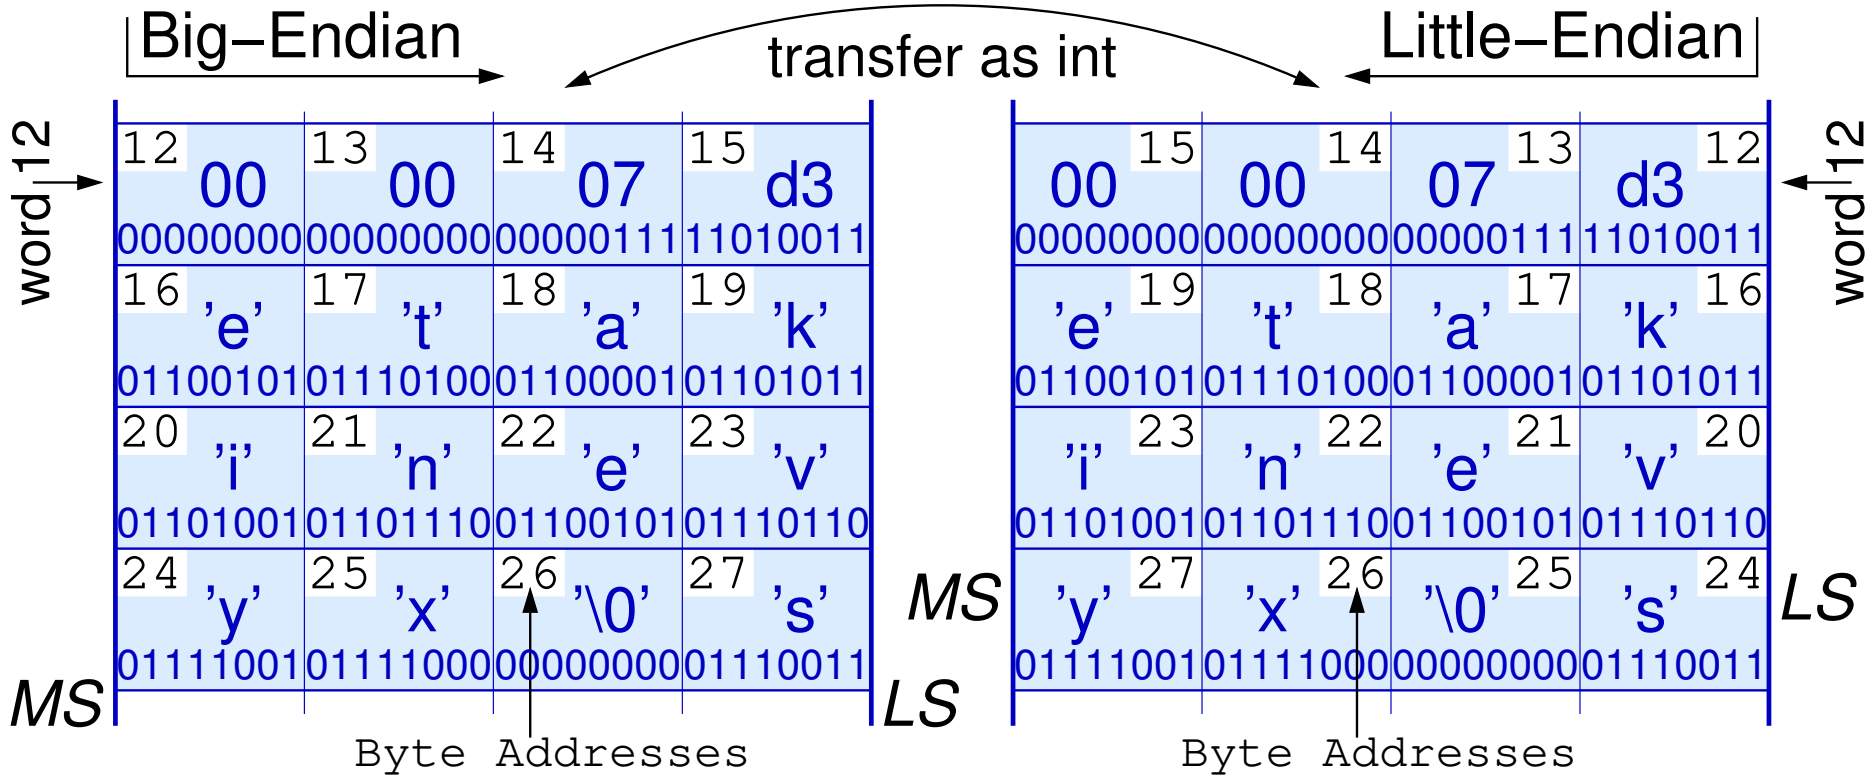 Big–Endian transfer as int Little–Endian
word 12
12 13 14 15 15 14 13 12
00 00 07 d3 00 00 07 d3
00000000 00000000 00000111 11010011 00000000 00000000 00000111 11010011
word 12
16 17 18 19 19 18 17 16
'e' 't' 'a' 'k' 'e' 't' 'a' 'k'
01100101 01110100 01100001 01101011 01100101 01110100 01100001 01101011
20 21 22 23 23 22 21 20
'i' 'n' 'e' 'v' 'i' 'n' 'e' 'v'
01101001 01101110 01100101 01110110 01101001 01101110 01100101 01110110
24 25 26 27 27 26 25 24
'y' 'x' '\0' 's' MS 'y' 'x' '\0' 's' LS
01111001 01111000 00000000 01110011 01111001 01111000 00000000 01110011
MS LS
Byte Addresses Byte Addresses